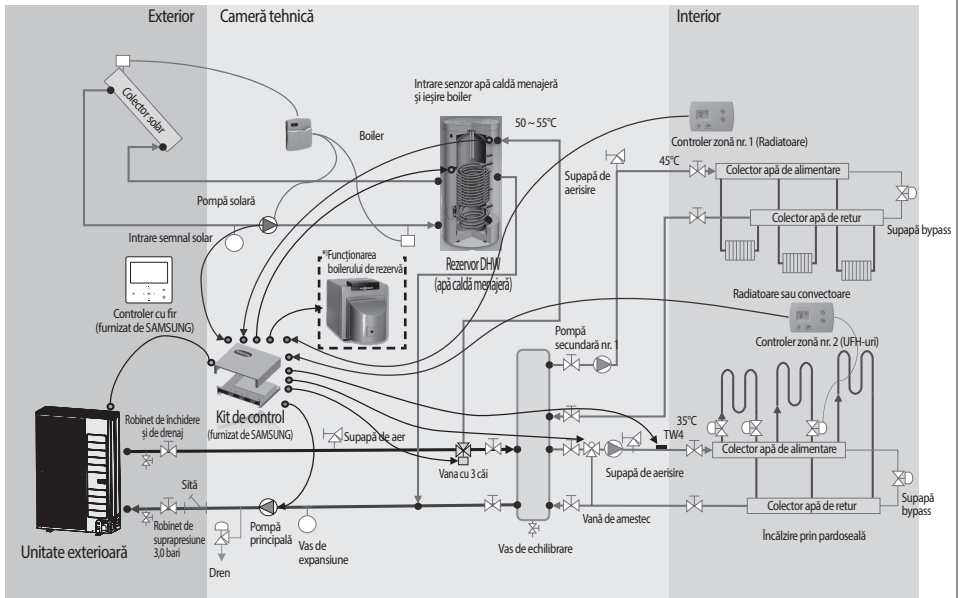 Exterior
Cameră tehnică
Interior
Colector solar
Intrare senzor apă caldă menajeră
și ieșire boiler
50 ~ 55°C
Boiler
Controler zonă nr. 1 (Radiatoare)
Supapă de
aerisire
45°C
Colector apă de alimentare
Colector apă de retur
Supapă bypass
Pompă solară
Intrare semnal solar
*)Funcționarea
boilerului de rezervă
Rezervor DHW
(apă caldă menajeră)
Radiatoare sau convectoare
Controler cu fir
(furnizat de SAMSUNG)
Controler zonă nr. 2 (UFH-uri)
Pompă
secundară nr. 1
Kit de control
(furnizat de SAMSUNG)
Robinet de închidere
și de drenaj
Supapă de aer
35°C
TW4
Colector apă de alimentare
Vana cu 3 căi
Supapă de aerisire
Sită
Supapă
bypass
Colector apă de retur
Robinet de
suprapresiune
3,0 bari
Pompă
principală
Vas de
expansiune
Vană de amestec
Vas de echilibrare
Încălzire prin pardoseală
Unitate exterioară
Dren